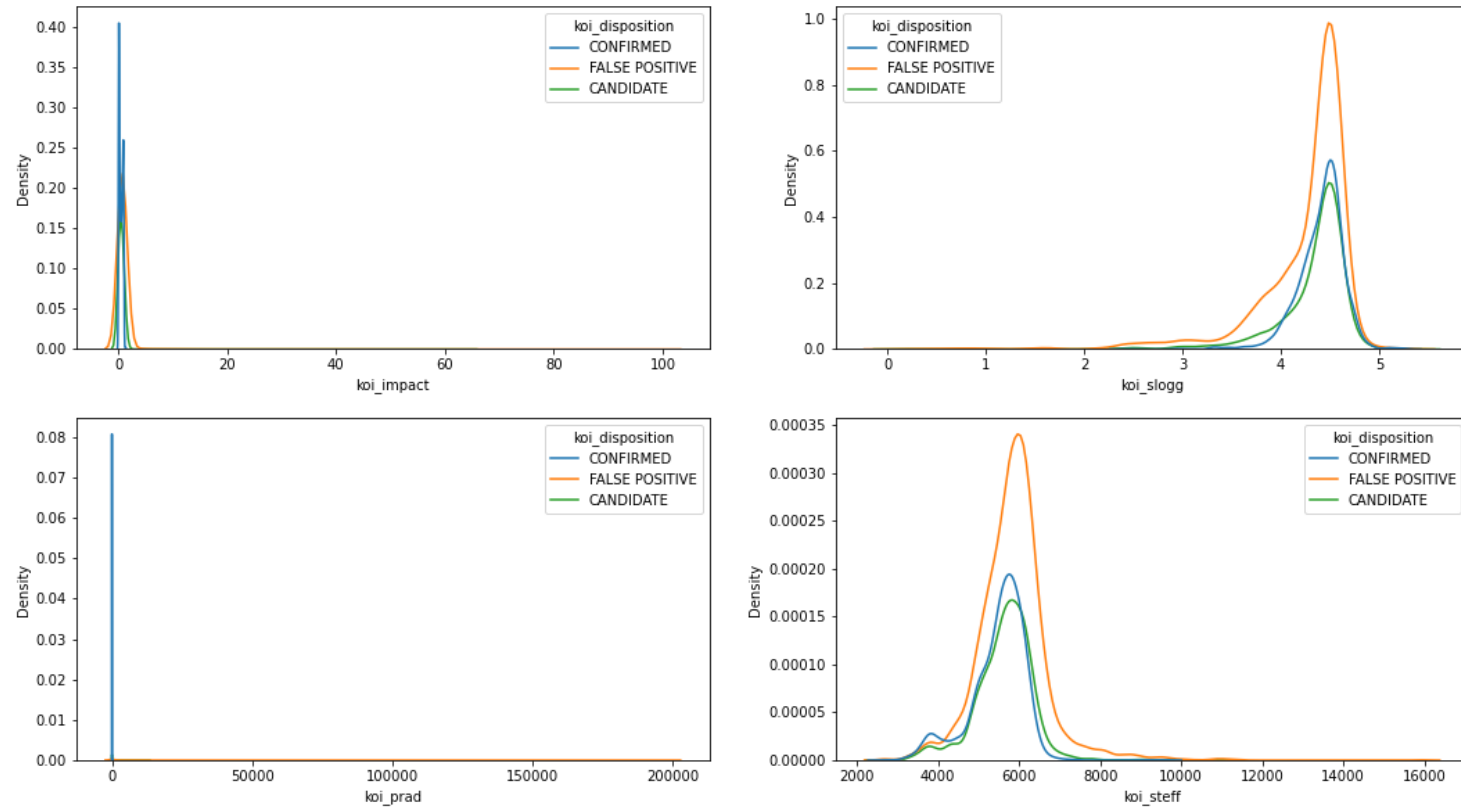 koi_disposition
CONFIRMED
FALSE POSITIVE
CANDIDATE
0.40
0.35
0.30
0.25
0.20
0.15
0.10
0.05
0.00
Density
0 20 40 60 80 100
koi_impact
koi_disposition
CONFIRMED
FALSE POSITIVE
CANDIDATE
1.0
0.8
0.6
0.4
0.2
0.0
Density
0 1 2 3 4 5
koi_slogg
koi_disposition
CONFIRMED
FALSE POSITIVE
CANDIDATE
0.08
0.07
0.06
0.05
0.04
0.03
0.02
0.01
0.00
Density
0 50000 100000 150000 200000
koi_prad
koi_disposition
CONFIRMED
FALSE POSITIVE
CANDIDATE
0.00035
0.00030
0.00025
0.00020
0.00015
0.00010
0.00005
0.00000
Density
2000 4000 6000 8000 10000 12000 14000 16000
koi_steff